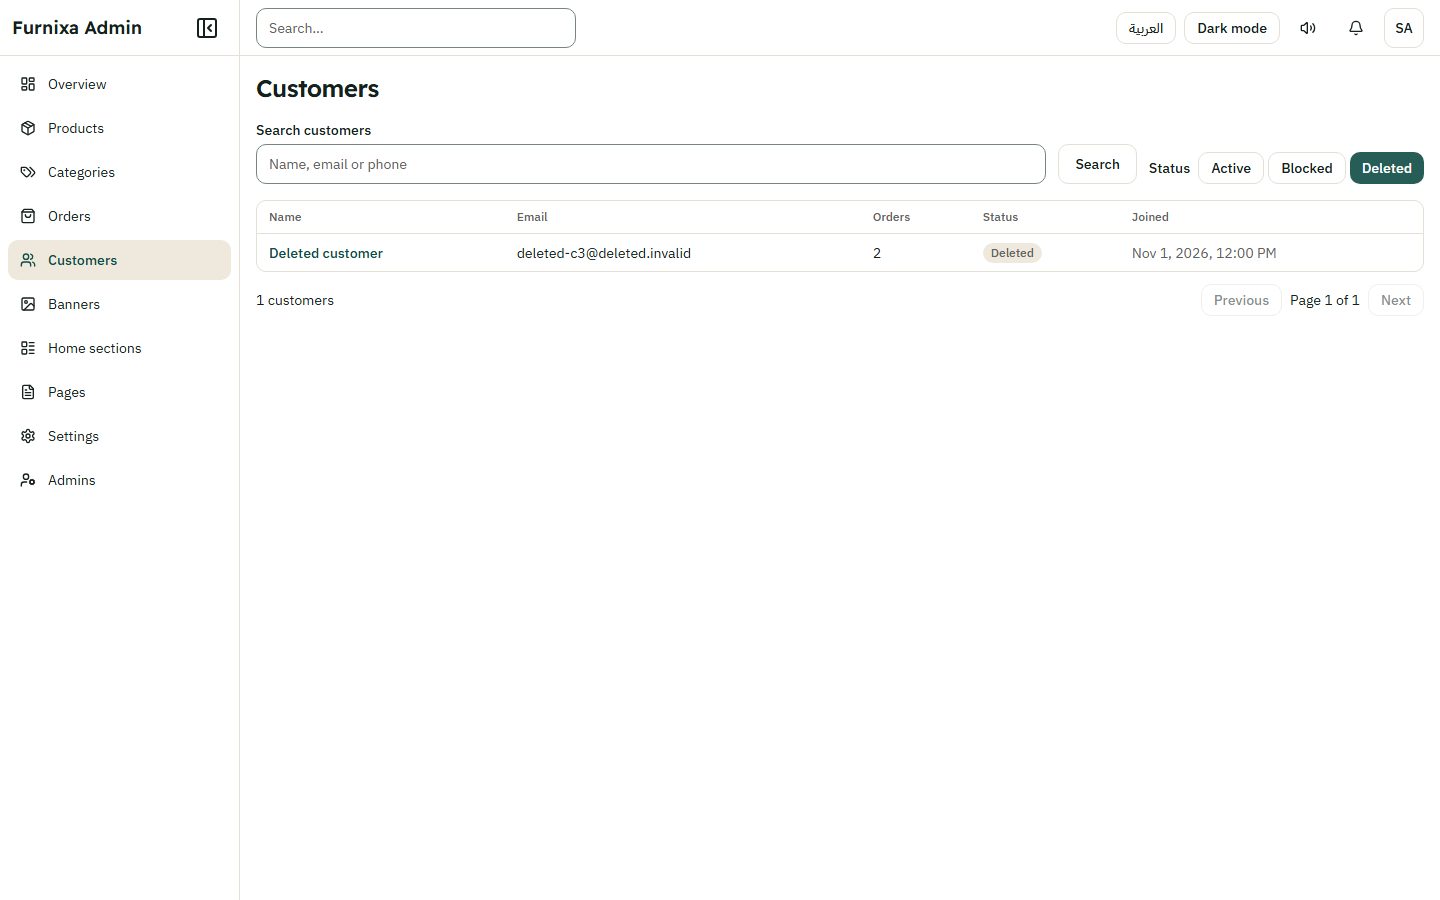 Furnixa Admin
Search...
العربية
Dark mode
SA
Overview
Products
Categories
Orders
Customers
Banners
Home sections
Pages
Settings
Admins
Customers
Search customers
Name, email or phone
Search
Status
Active
Blocked
Deleted
Name Email Orders Status Joined
Deleted customer deleted-c3@deleted.invalid 2 Deleted Nov 1, 2026, 12:00 PM
1 customers
Previous
Page 1 of 1
Next